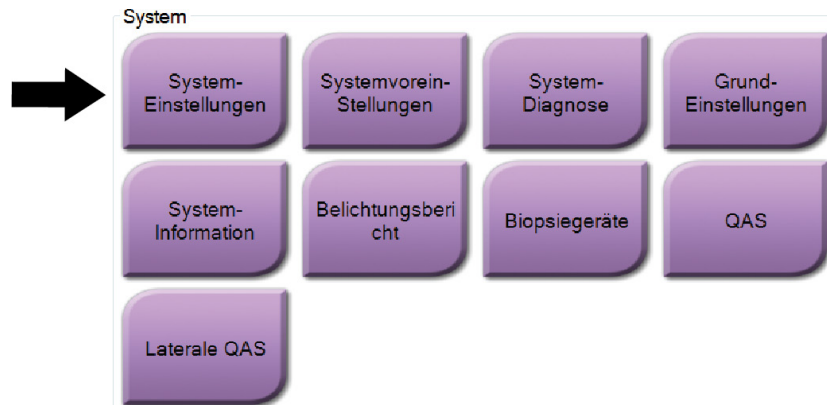 System
System-
Einstellungen
Systemvorein-
Stellungen
System-
Diagnose
Grund-
Einstellungen
System-
Information
Belichtungsberi
cht
Biopsiegeräte
QAS
Laterale QAS